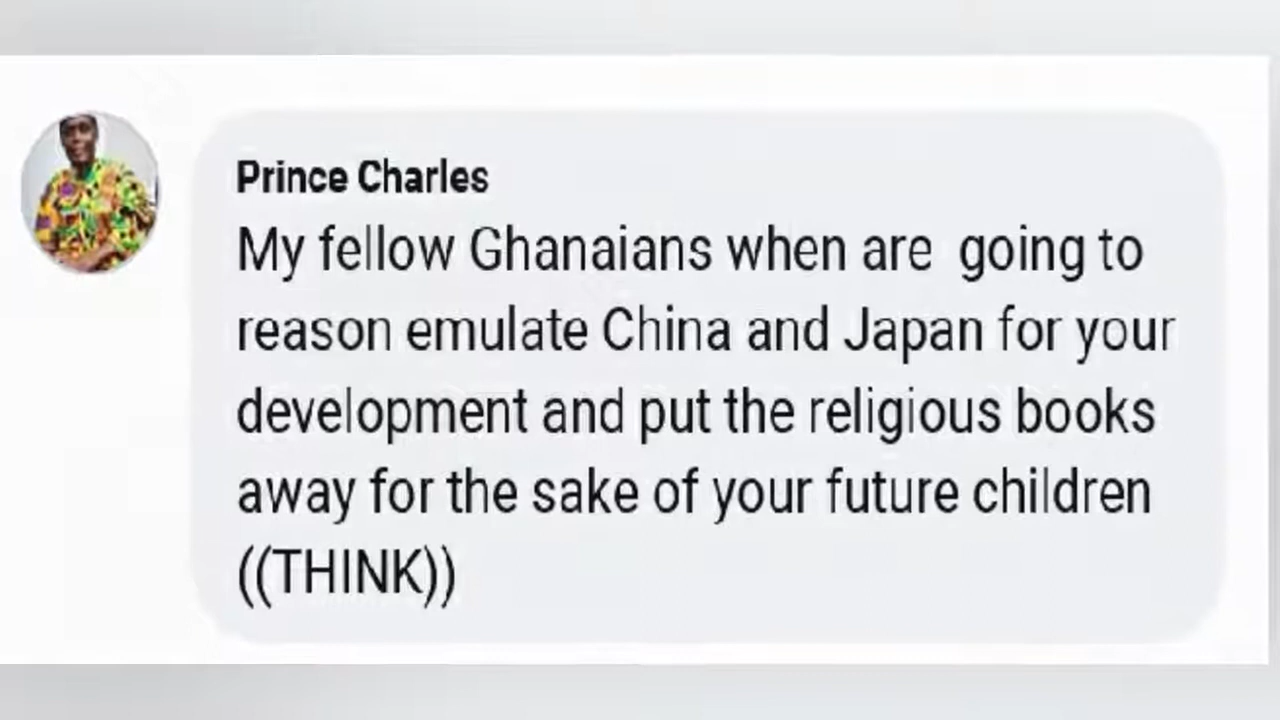 Prince Charles
My fellow Ghanaians when are going to
reason emulate China and Japan for your
development and put the religious books
away for the sake of your future children
((THINK))